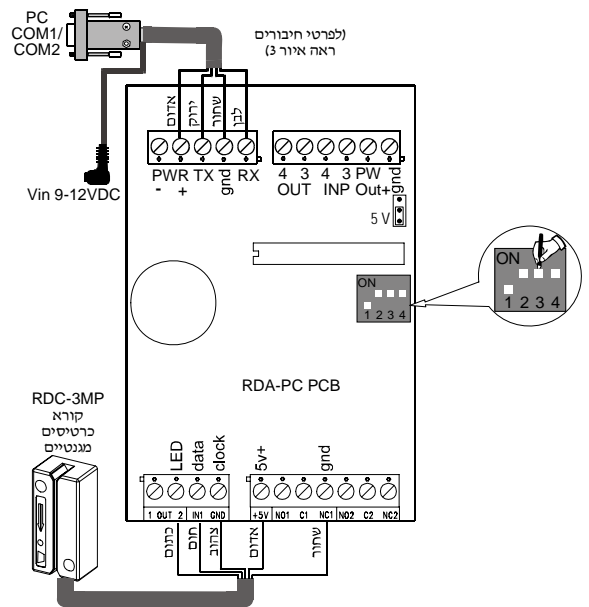 PC
COM1/
COM2
(לפרטי חיבורים
ראה איור 3)
אדום
ירוק
שחור
לבן
PWR TX gnd RX
- +
4 3 4 3 PW gnd
OUT INP Out+
Vin 9-12VDC
5 V
ON
1 2 3 4
ON
1 2 3 4
RDA-PC PCB
RDC-3MP
קורא
כרטיסים
מגנטיים
LED data clock
5v+ gnd
1 OUT 2 IN1 GND
+5V NO1 C1 NC1 NO2 C2 NC2
כתום
חום
צהוב
אדום
שחור